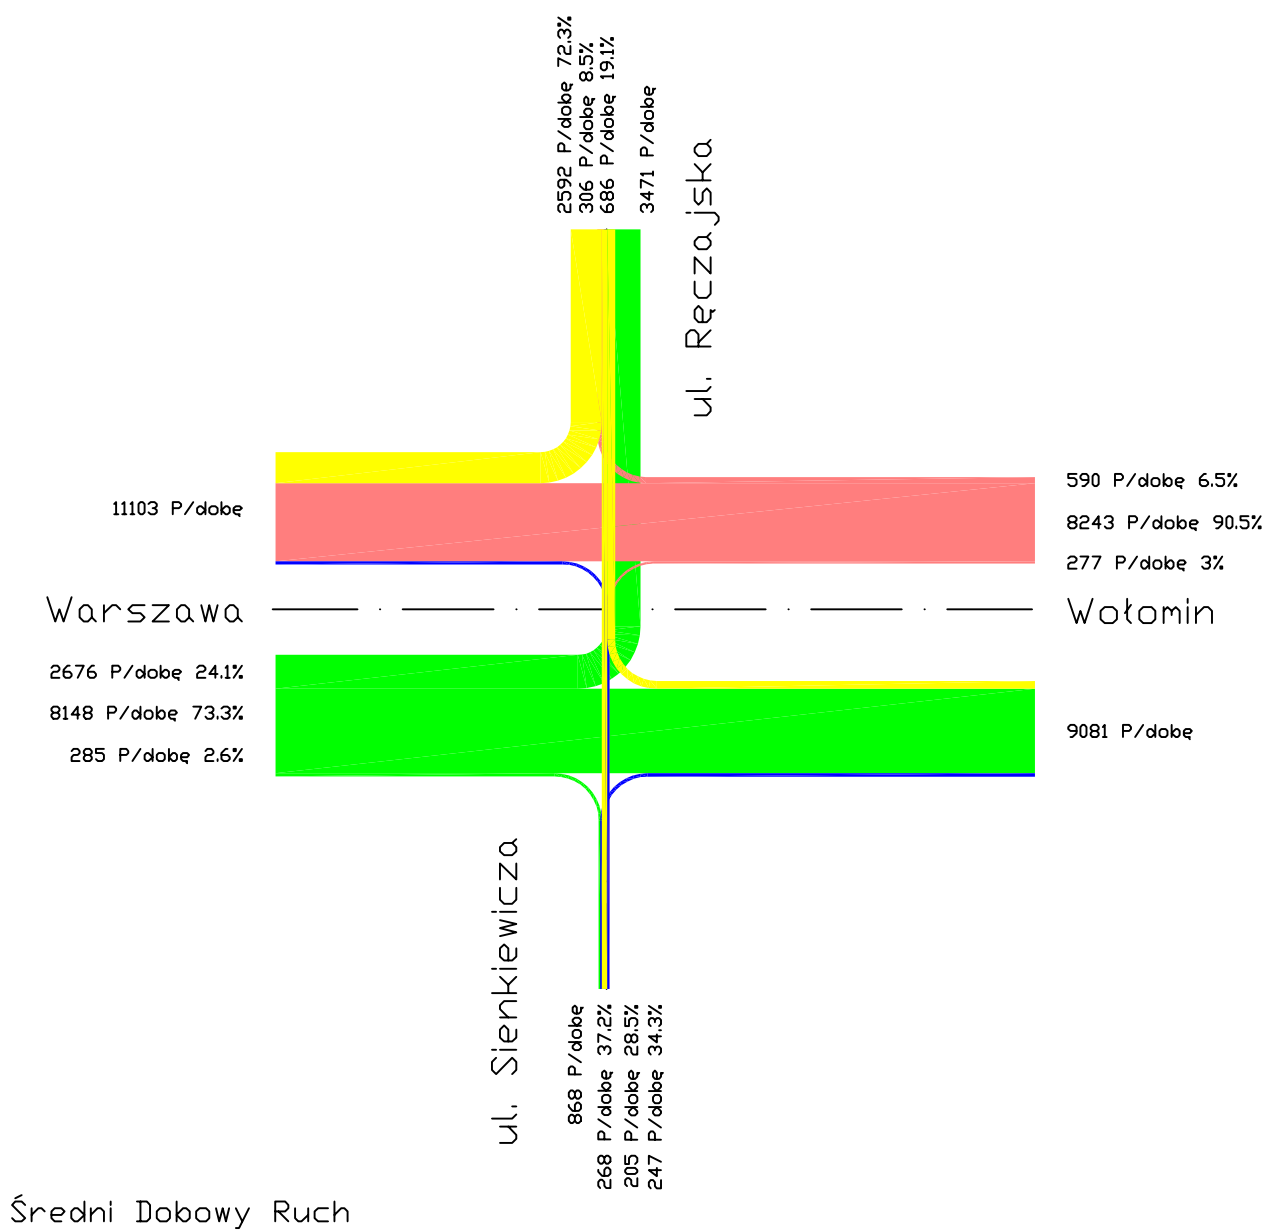 2592 P/dobę 72.3%
306 P/dobę 8.5%
686 P/dobę 19.1%
3471 P/dobę
ul. Ręczajska
11103 P/dobę
590 P/dobę 6.5%
8243 P/dobę 90.5%
277 P/dobę 3%
Warszawa
Wołomin
2676 P/dobę 24.1%
8148 P/dobę 73.3%
285 P/dobę 2.6%
9081 P/dobę
ul. Sienkiewicza
868 P/dobę
268 P/dobę 37.2%
205 P/dobę 28.5%
247 P/dobę 34.3%
Średni Dobowy Ruch